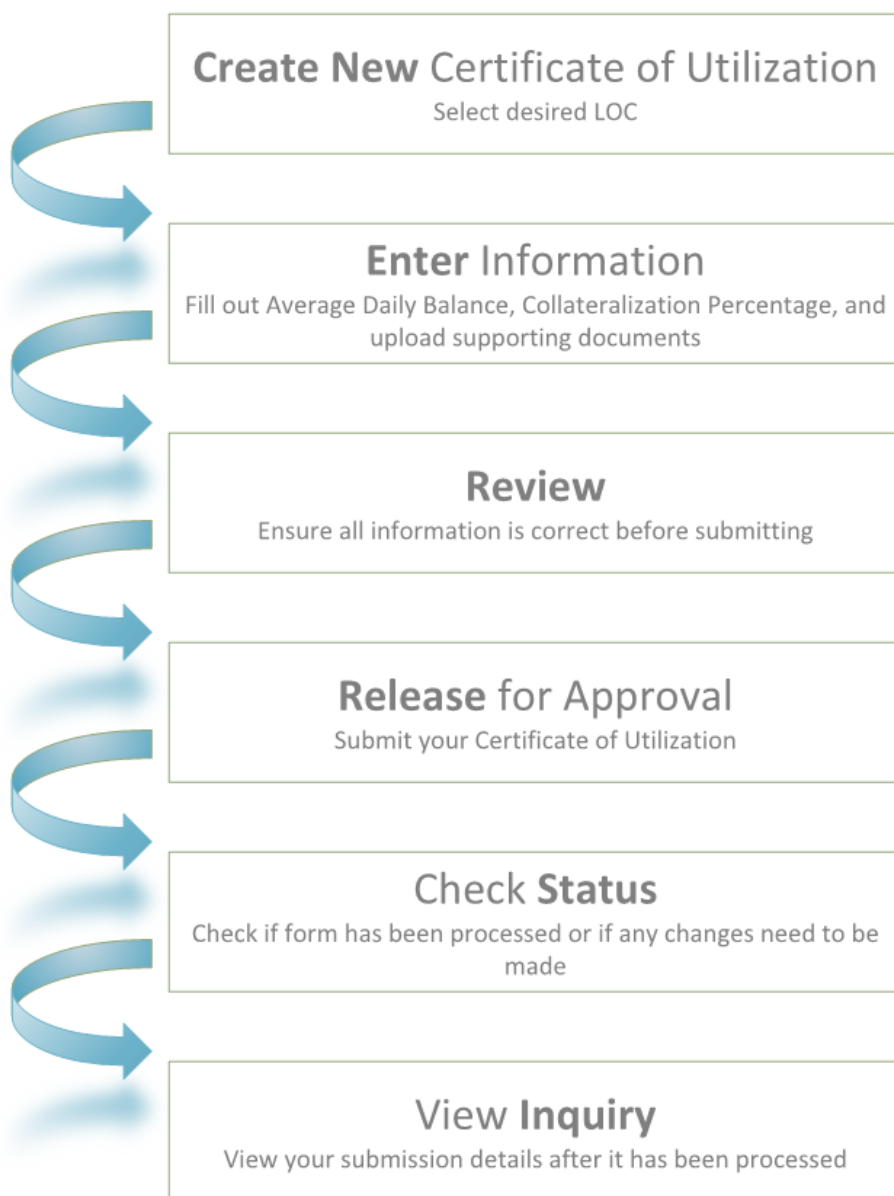 Create New Certificate of Utilization
Select desired LOC
Enter Information
Fill out Average Daily Balance, Collateralization Percentage, and
upload supporting documents
Review
Ensure all information is correct before submitting
Release for Approval
Submit your Certificate of Utilization
Check Status
Check if form has been processed or if any changes need to be
made
View Inquiry
View your submission details after it has been processed